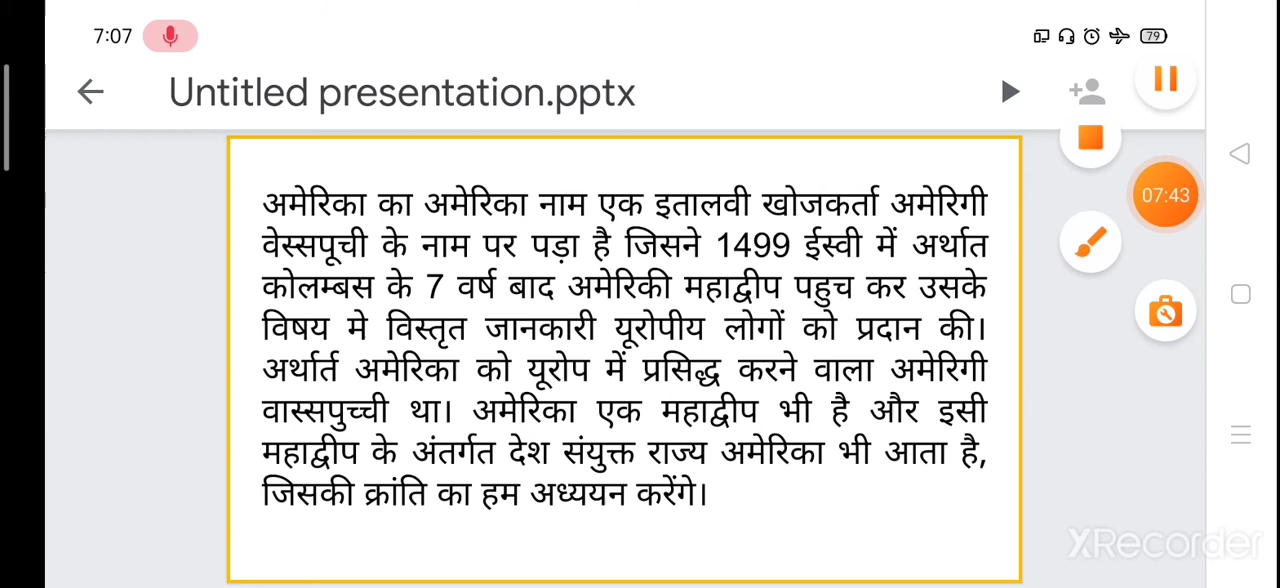 7:07
79
Untitled presentation.pptx
07:43
अमेरिका का अमेरिका नाम एक इतालवी खोजकर्ता अमेरिगी
वेस्सपूची के नाम पर पड़ा है जिसने 1499 ईस्वी में अर्थात
कोलम्बस के 7 वर्ष बाद अमेरिकी महाद्वीप पहुच कर उसके
विषय मे विस्तृत जानकारी यूरोपीय लोगों को प्रदान की।
अर्थार्त अमेरिका को यूरोप में प्रसिद्ध करने वाला अमेरिगी
वास्सपुच्ची था। अमेरिका एक महाद्वीप भी है और इसी
महाद्वीप के अंतर्गत देश संयुक्त राज्य अमेरिका भी आता है,
जिसकी क्रांति का हम अध्ययन करेंगे।
XRecorder